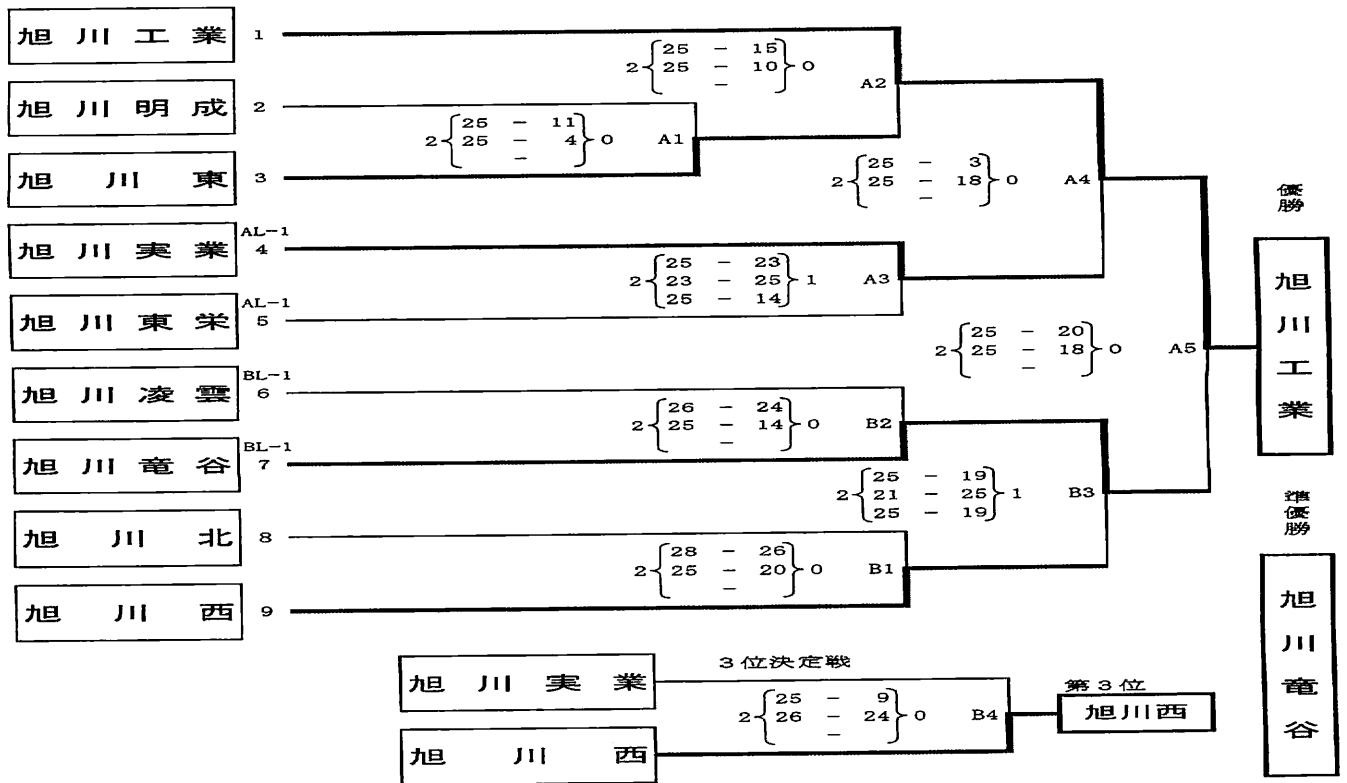 旭川工業 1
2 25 - 15 0 A2
25 - 10
-
旭川明成 2
2 25 - 11 0 A1
25 - 4
-
旭川東 3
2 25 - 3 0 A4
25 - 18
-
優勝
旭川実業 AL-1 4
2 25 - 23 1 A3
23 - 25
25 - 14
旭川東栄 AL-1 5
旭川工業
2 25 - 20 0 A5
25 - 18
-
旭川凌雲 BL-1 6
2 26 - 24 0 B2
25 - 14
-
旭川竜谷 BL-1 7
2 25 - 19 1 B3
21 - 25
25 - 19
準優勝
旭川北 8
2 28 - 26 0 B1
25 - 20
-
旭川西 9
旭川竜谷
3位決定戦
旭川実業
2 25 - 9 0 B4
26 - 24
-
第3位
旭川西
旭川西